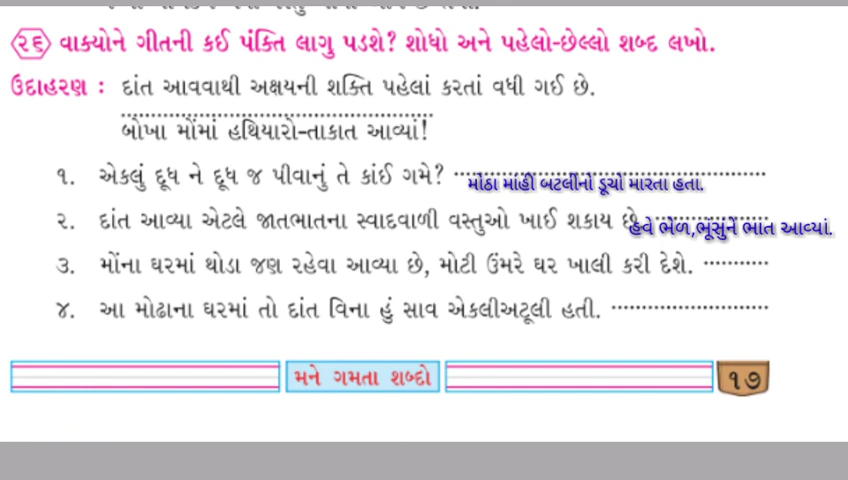 ૨૬ વાક્યોને ગીતની કઈ પંક્તિ લાગુ પડશે? શોધો અને પહેલો-છેલ્લો શબ્દ લખો.
ઉદાહરણ : દાંત આવવાથી અક્ષયની શક્તિ પહેલાં કરતાં વધી ગઈ છે.
બોખા મોંમાં હથિયારો-તાકાત આવ્યાં!
૧. એકલું દૂધ ને દૂધ જ પીવાનું તે કાંઈ ગમે? મોઠા માંહી બટલીનો ડૂચો મારતા હતા.
૨. દાંત આવ્યા એટલે જાતભાતના સ્વાદવાળી વસ્તુઓ ખાઈ શકાય છે. હવે ભેળ,ભૂસુંને ભાત આવ્યાં.
૩. મોંના ઘરમાં થોડા જણ રહેવા આવ્યા છે, મોટી ઉંમરે ઘર ખાલી કરી દેશે.
૪. આ મોઢાના ઘરમાં તો દાંત વિના હું સાવ એકલીઅટૂલી હતી.
મને ગમતા શબ્દો ૧૭